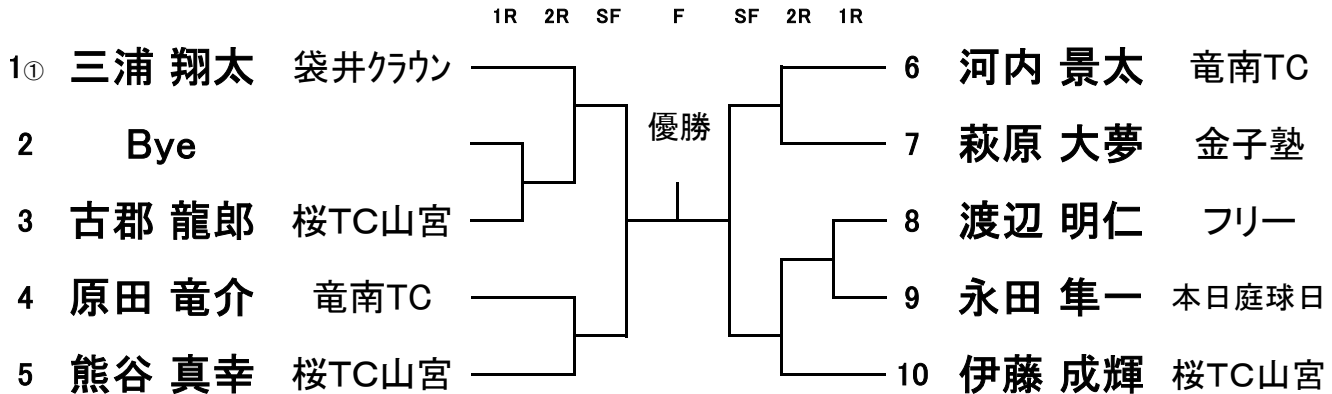 1R 2R SF F SF 2R 1R
1① 三浦 翔太 袋井クラウン
2 Bye
3 古郡 龍郎 桜TC山宮
4 原田 竜介 竜南TC
5 熊谷 真幸 桜TC山宮
優勝
6 河内 景太 竜南TC
7 萩原 大夢 金子塾
8 渡辺 明仁 フリー
9 永田 隼一 本日庭球日
10 伊藤 成輝 桜TC山宮